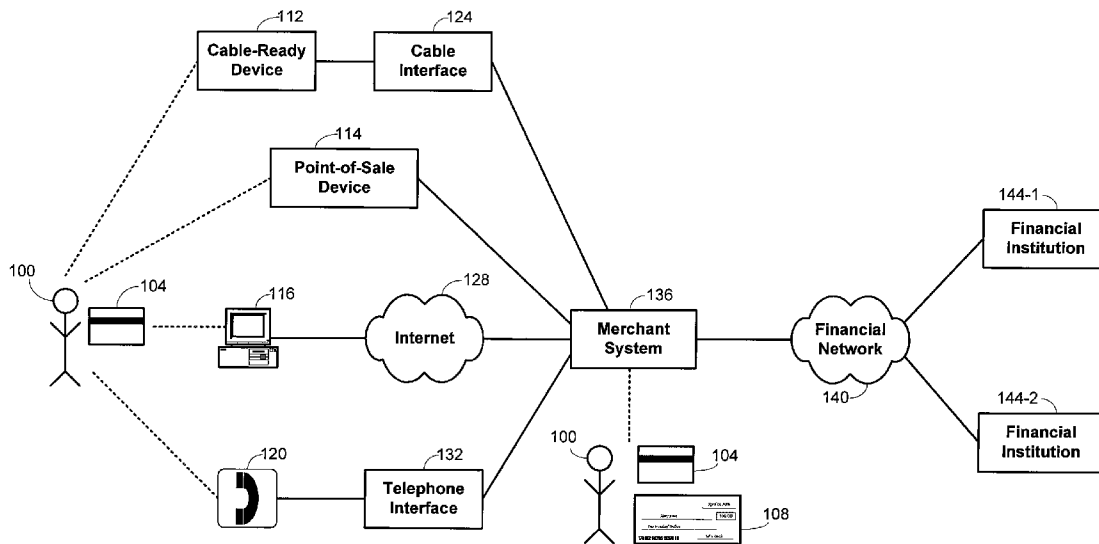 112
124
Cable-Ready
Device
Cable
Interface
114
Point-of-Sale
Device
144-1
Financial
Institution
100
104
116
128
Internet
136
Merchant
System
Financial
Network
140
144-2
Financial
Institution
120
132
Telephone
Interface
100
104
108